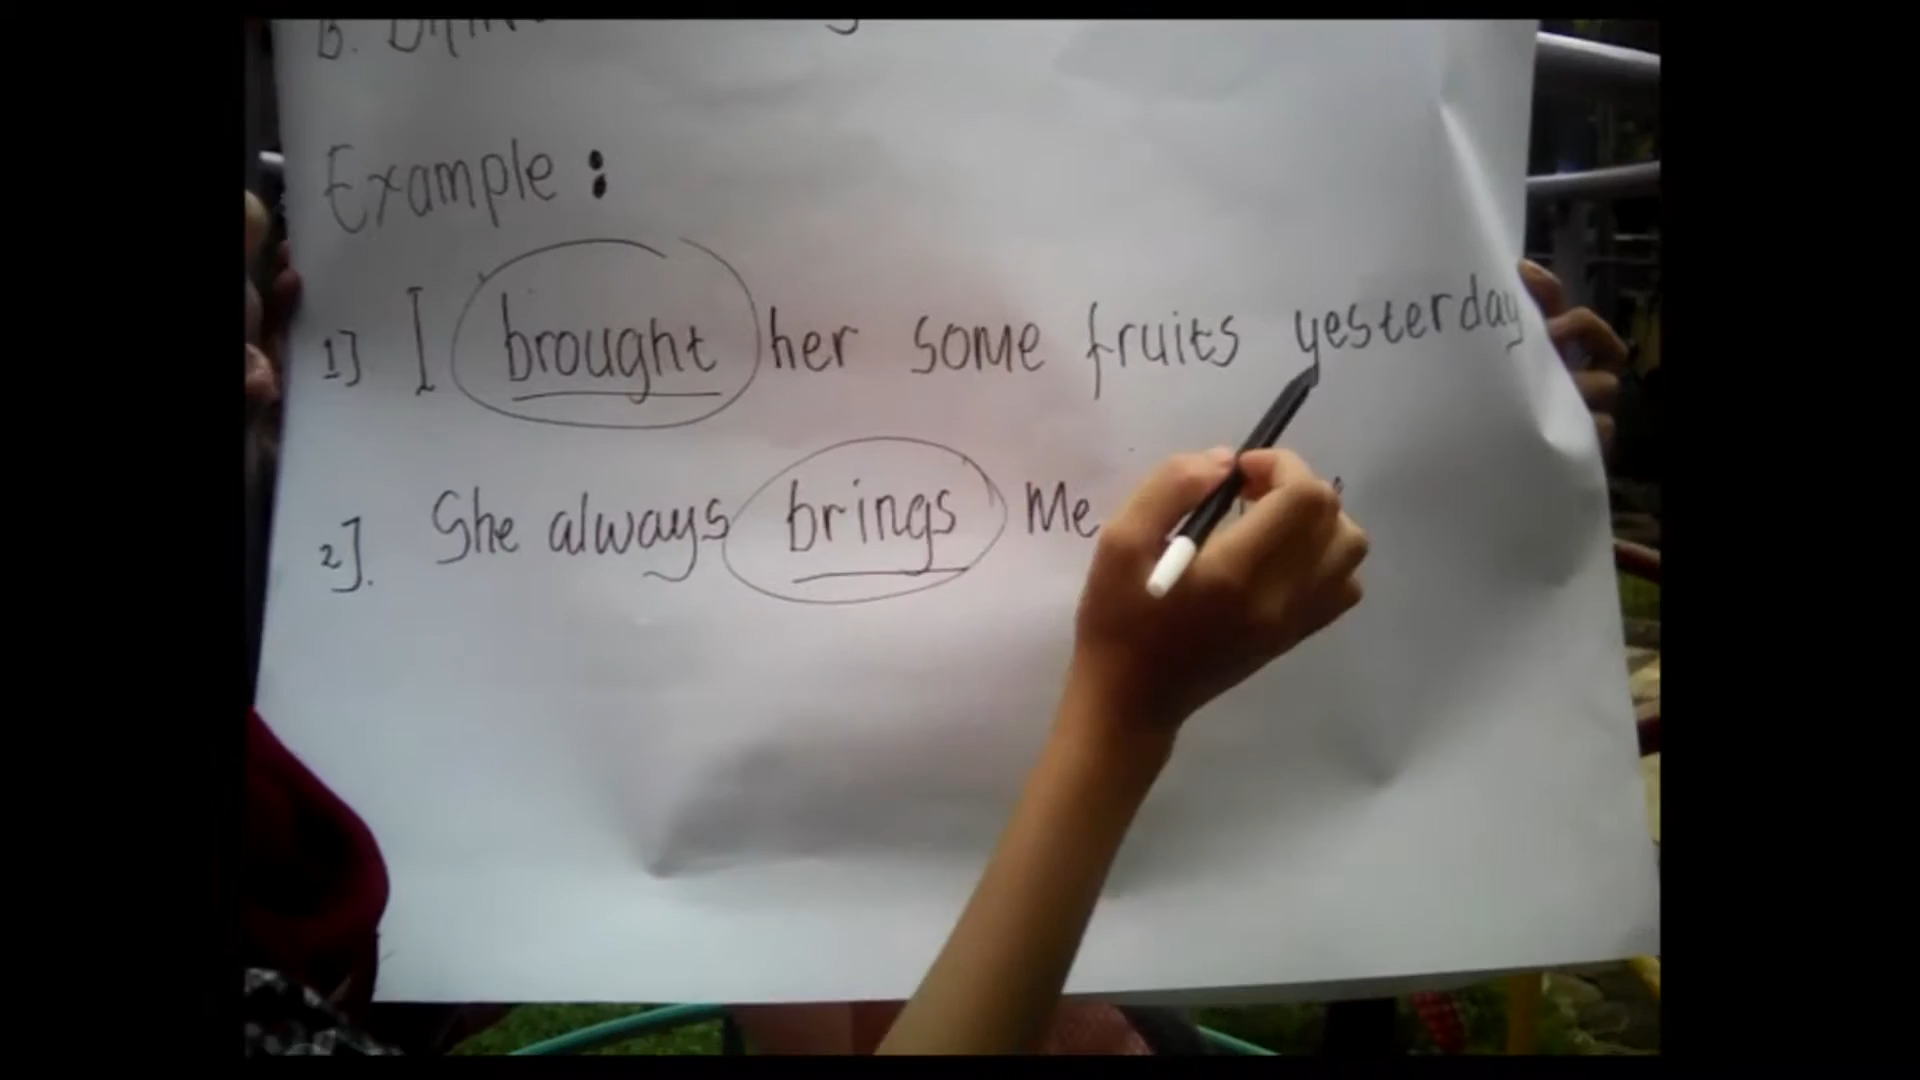 B.
Example :
1] I brought her some fruits yesterday
2]. She always brings Me